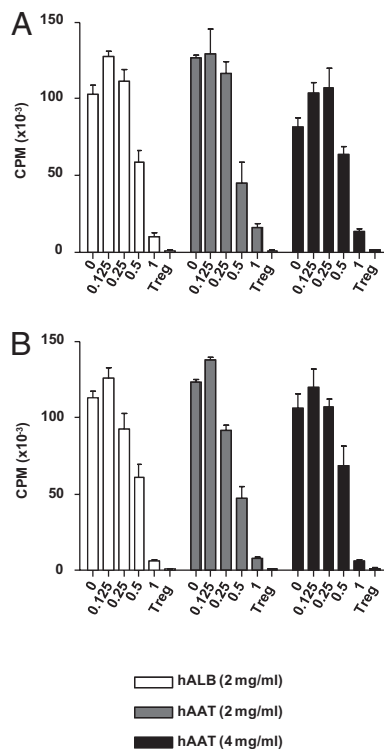 A
CPM (x10-³)
150
100
50
0
0 0.125 0.25 0.5 1 Treg 0 0.125 0.25 0.5 1 Treg 0 0.125 0.25 0.5 1 Treg
B
CPM (x10-³)
150
100
50
0
0 0.125 0.25 0.5 1 Treg 0 0.125 0.25 0.5 1 Treg 0 0.125 0.25 0.5 1 Treg
hALB (2 mg/ml)
hAAT (2 mg/ml)
hAAT (4 mg/ml)